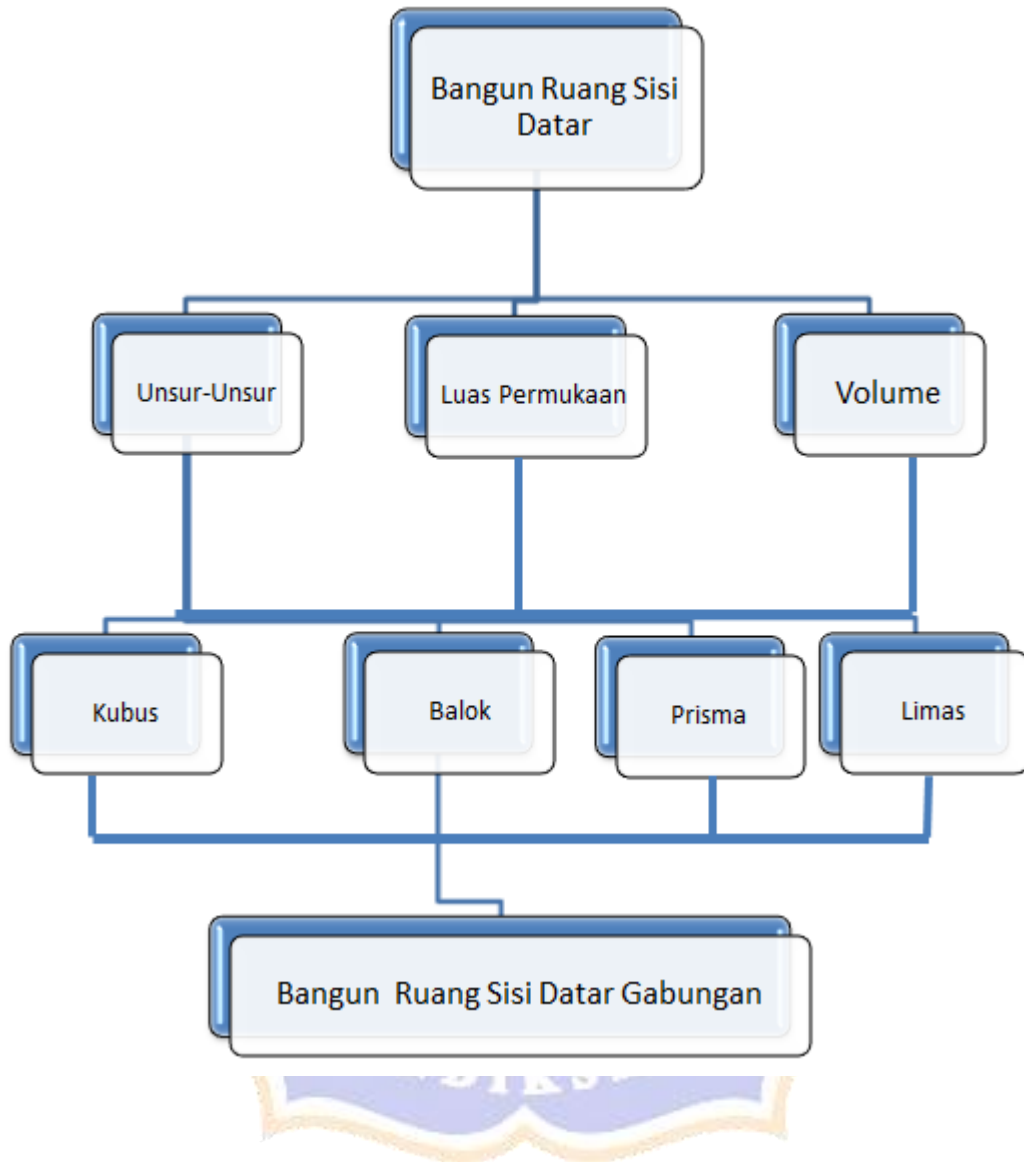 Bangun Ruang Sisi
Datar
Unsur-Unsur
Luas Permukaan
Volume
Kubus
Balok
Prisma
Limas
Bangun Ruang Sisi Datar Gabungan